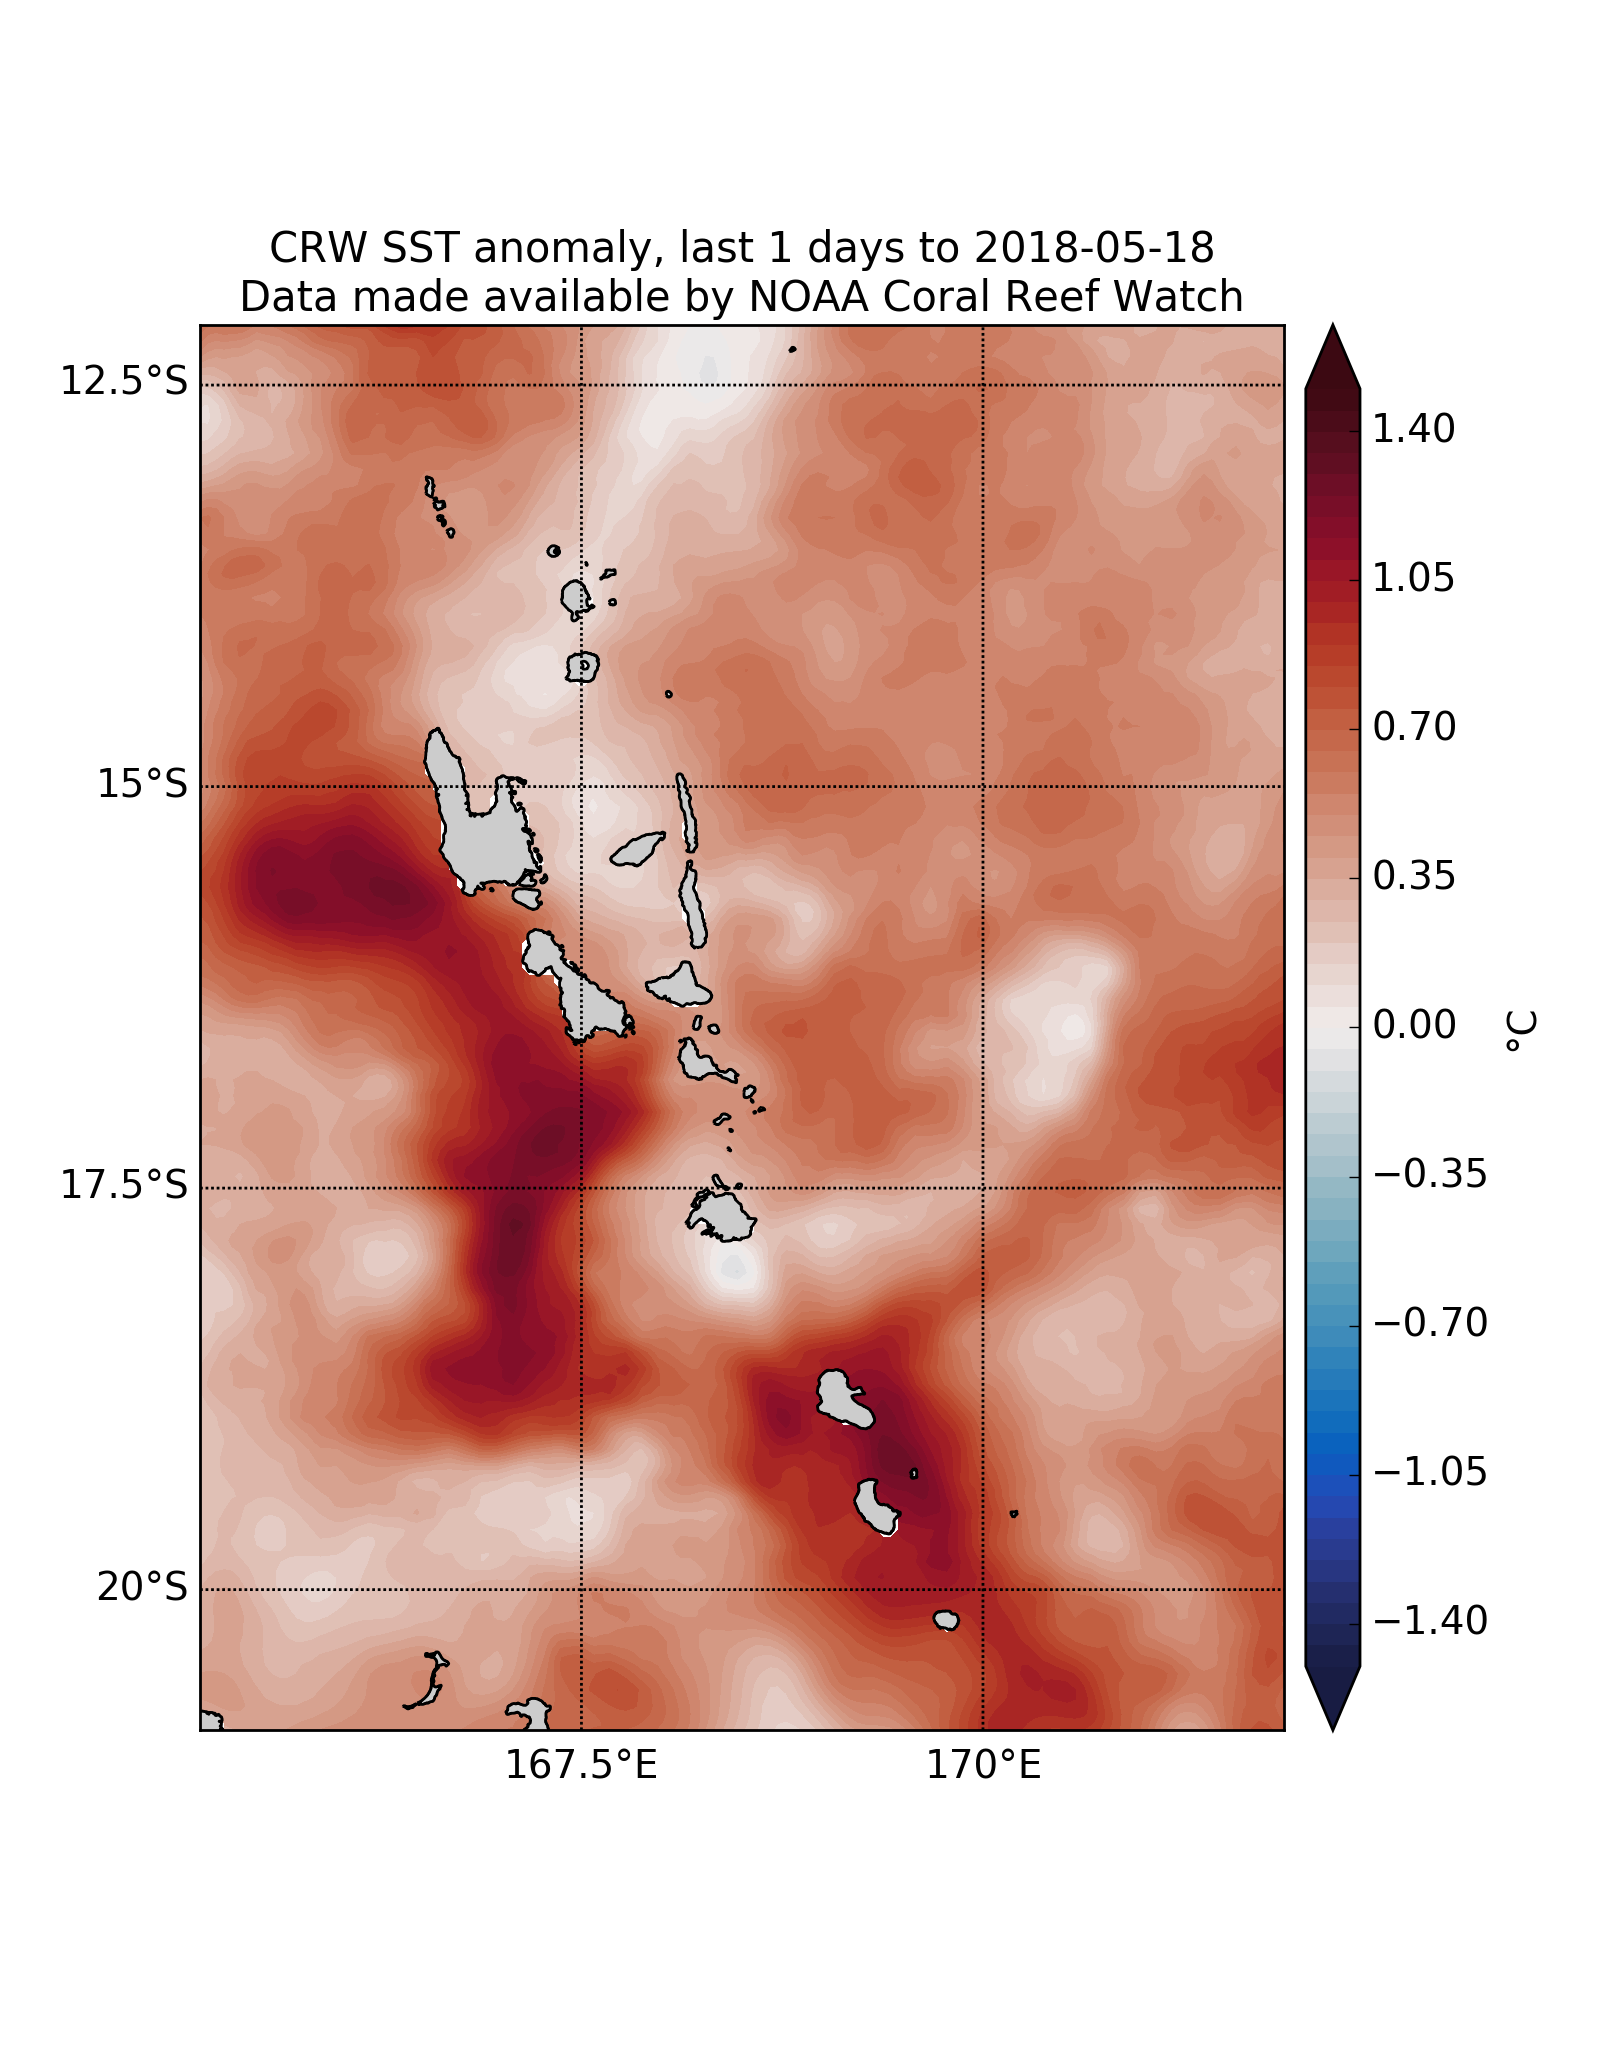 CRW SST anomaly, last 1 days to 2018-05-18
Data made available by NOAA Coral Reef Watch
12.5°S
15°S
17.5°S
20°S
167.5°E
170°E
1.40
1.05
0.70
0.35
0.00
−0.35
−0.70
−1.05
−1.40
°C